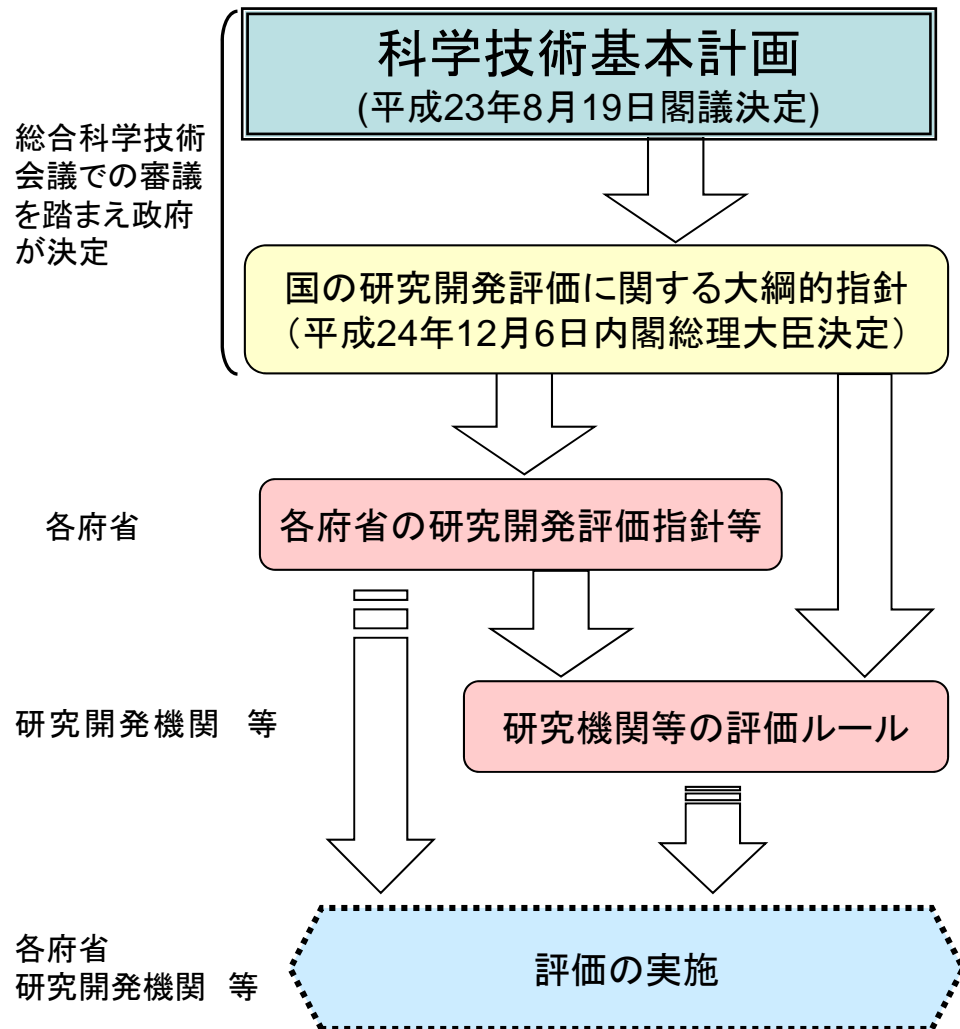 科学技術基本計画
(平成23年8月19日閣議決定)
総合科学技術
会議での審議
を踏まえ政府
が決定
国の研究開発評価に関する大綱的指針
（平成24年12月6日内閣総理大臣決定）
各府省
各府省の研究開発評価指針等
研究開発機関　等
研究機関等の評価ルール
各府省
研究開発機関　等
評価の実施